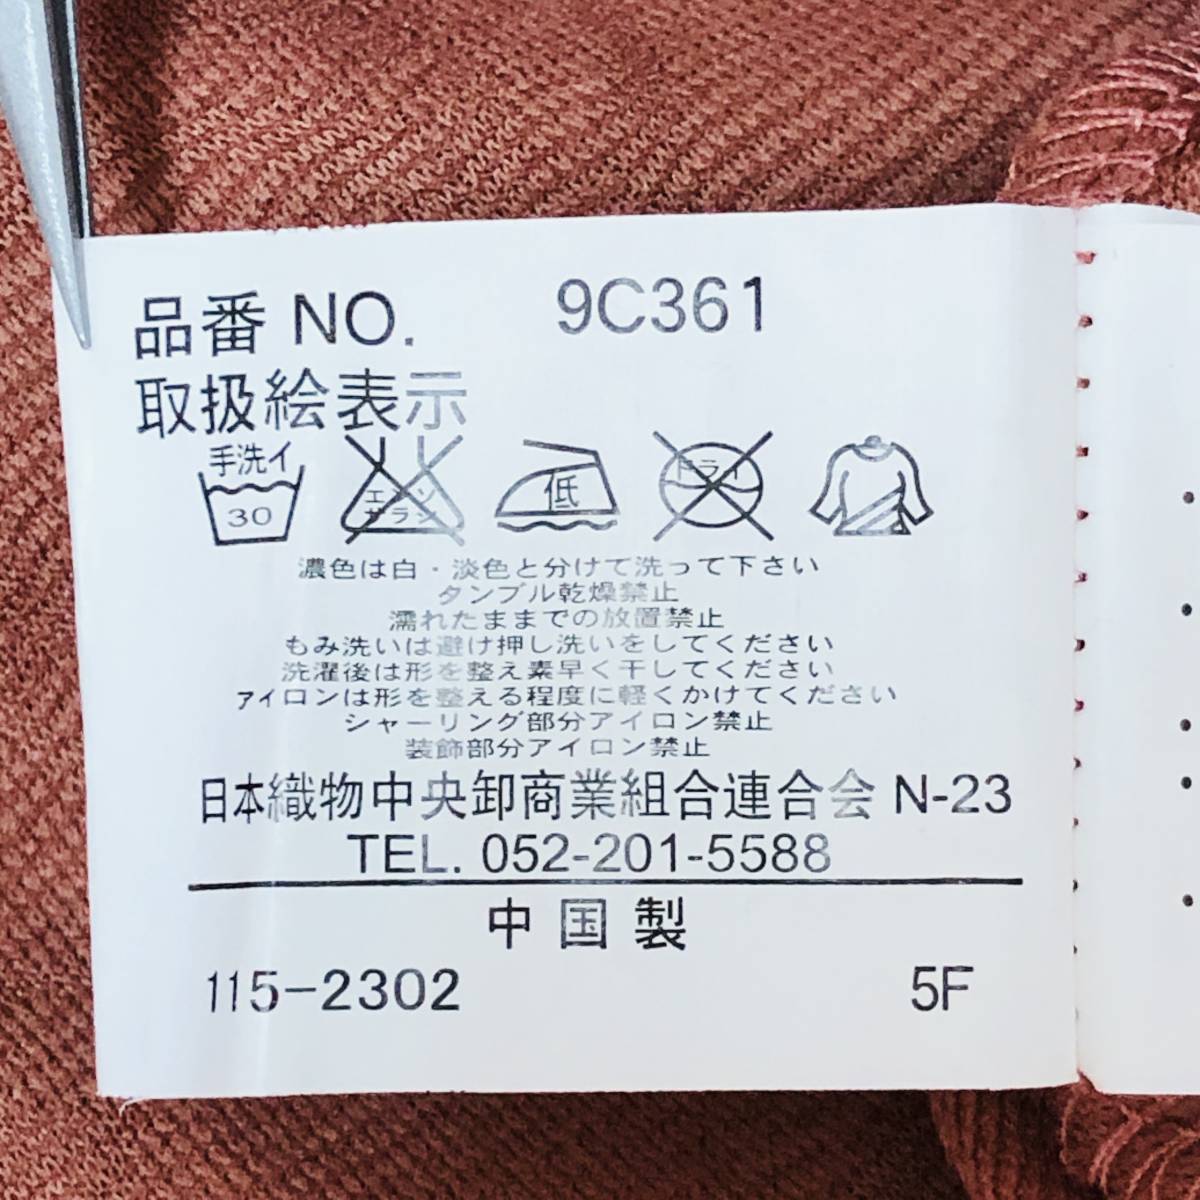 品番 NO. 9C361
取扱絵表示
手洗イ 30 エンソ サラシ 低 ドライ
濃色は白・淡色と分けて洗って下さい
タンブル乾燥禁止
濡れたままでの放置禁止
もみ洗いは避け押し洗いをしてください
洗濯後は形を整え素早く干してください
アイロンは形を整える程度に軽くかけてください
シャーリング部分アイロン禁止
装飾部分アイロン禁止
日本織物中央卸商業組合連合会 N-23
TEL. 052-201-5588
中国製
115-2302 5F